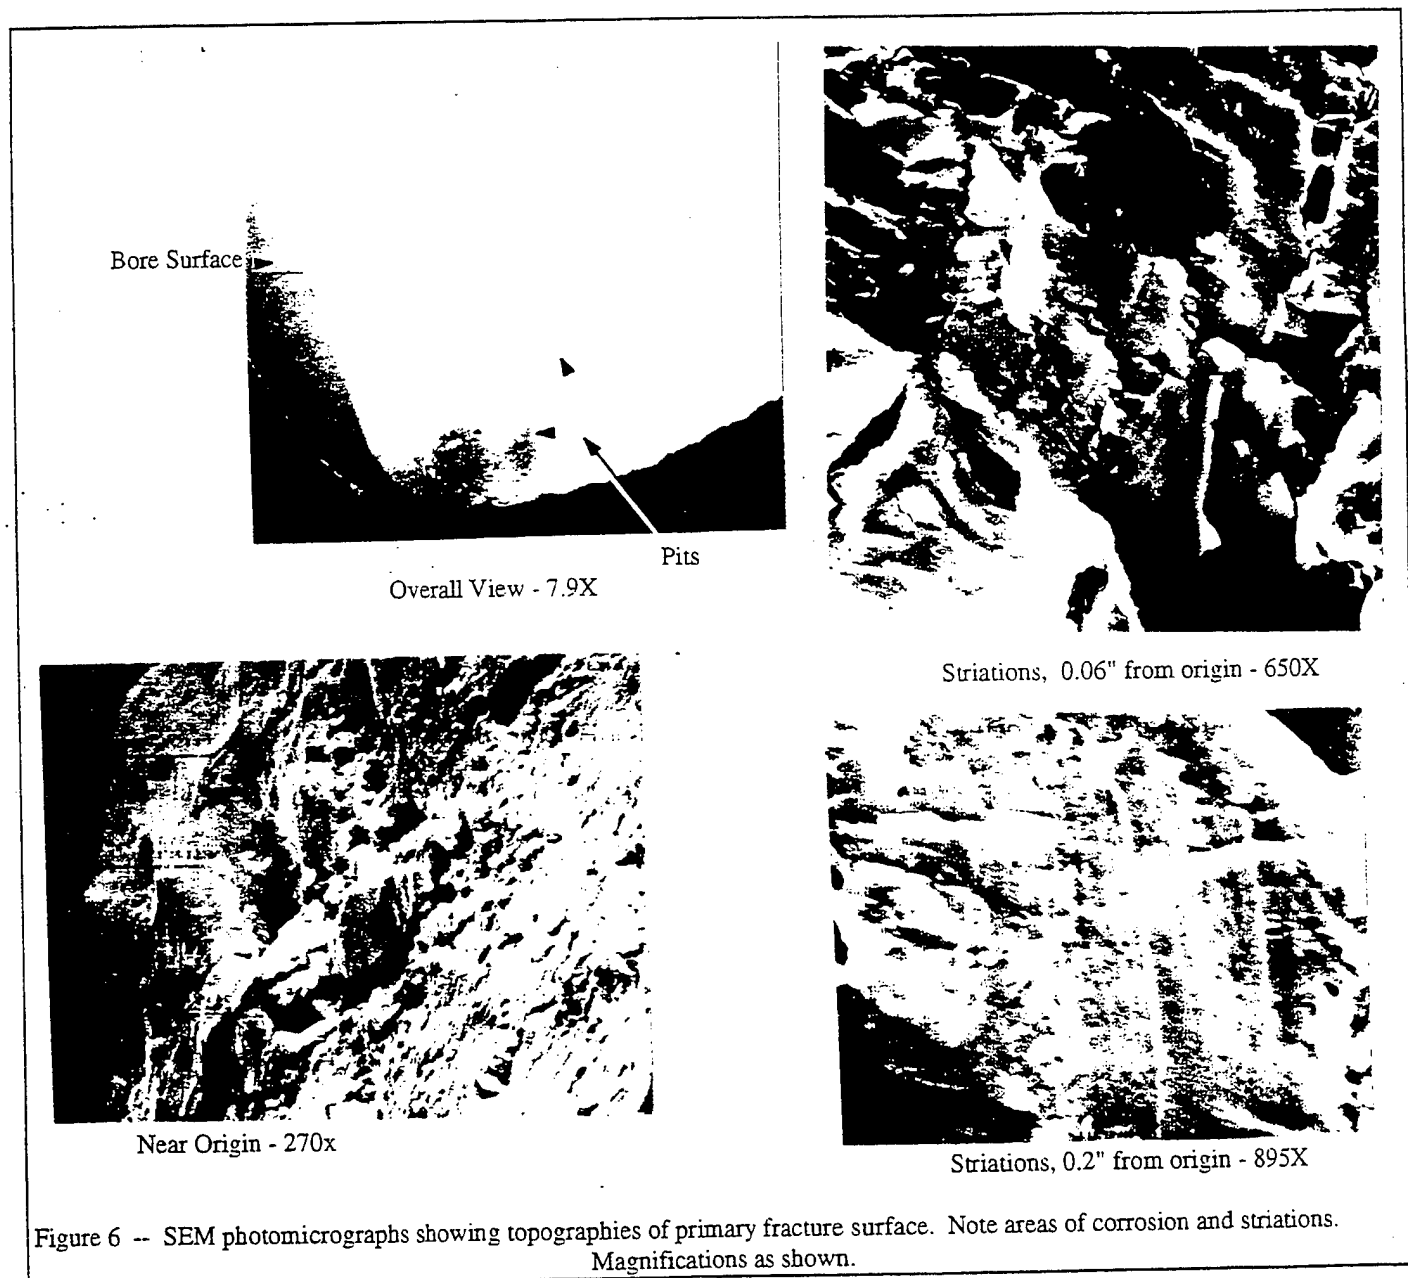 Bore Surface
Pits
Overall View - 7.9X
Striations, 0.06" from origin - 650X
Near Origin - 270x
Striations, 0.2" from origin - 895X
Figure 6 -- SEM photomicrographs showing topographies of primary fracture surface. Note areas of corrosion and striations.
Magnifications as shown.